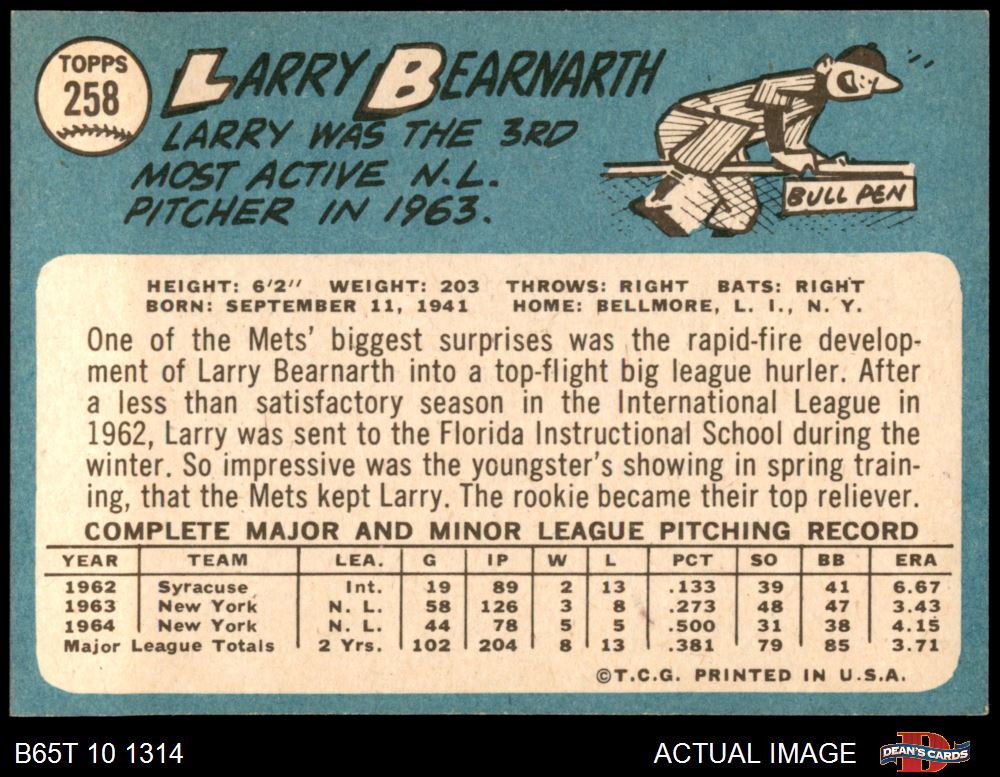 TOPPS
258
LARRY BEARNARTH
LARRY WAS THE 3RD
MOST ACTIVE N.L.
PITCHER IN 1963.
BULL PEN
HEIGHT: 6'2" WEIGHT: 203 THROWS: RIGHT BATS: RIGHT
BORN: SEPTEMBER 11, 1941 HOME: BELLMORE, L. I., N. Y.
One of the Mets' biggest surprises was the rapid-fire develop-
ment of Larry Bearnarth into a top-flight big league hurler. After
a less than satisfactory season in the International League in
1962, Larry was sent to the Florida Instructional School during the
winter. So impressive was the youngster's showing in spring train-
ing, that the Mets kept Larry. The rookie became their top reliever.
COMPLETE MAJOR AND MINOR LEAGUE PITCHING RECORD
YEAR TEAM LEA. G IP W L PCT SO BB ERA
1962 Syracuse Int. 19 89 2 13 .133 39 41 6.67
1963 New York N. L. 58 126 3 8 .273 48 47 3.43
1964 New York N. L. 44 78 5 5 .500 31 38 4.15
Major League Totals 2 Yrs. 102 204 8 13 .381 79 85 3.71
©T.C.G. PRINTED IN U.S.A.
B65T 10 1314 ACTUAL IMAGE DEAN'S CARDS